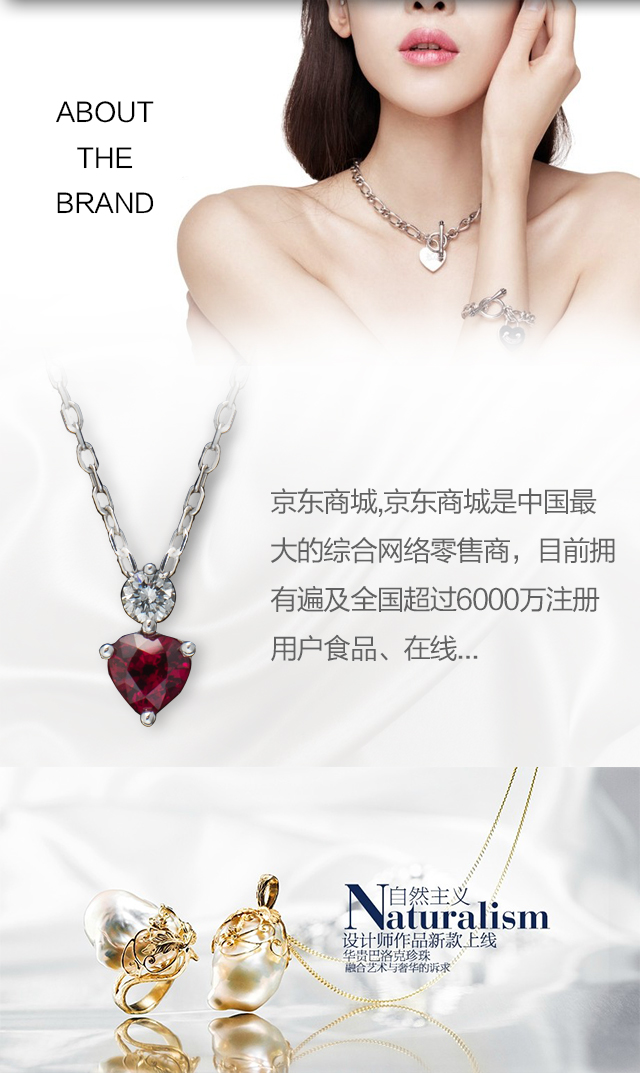 ABOUT
THE
BRAND
京东商城,京东商城是中国最
大的综合网络零售商，目前拥
有遍及全国超过6000万注册
用户食品、在线...
自然主义
Naturalism
设计师作品新款上线
华贵巴洛克珍珠
融合艺术与奢华的诉求